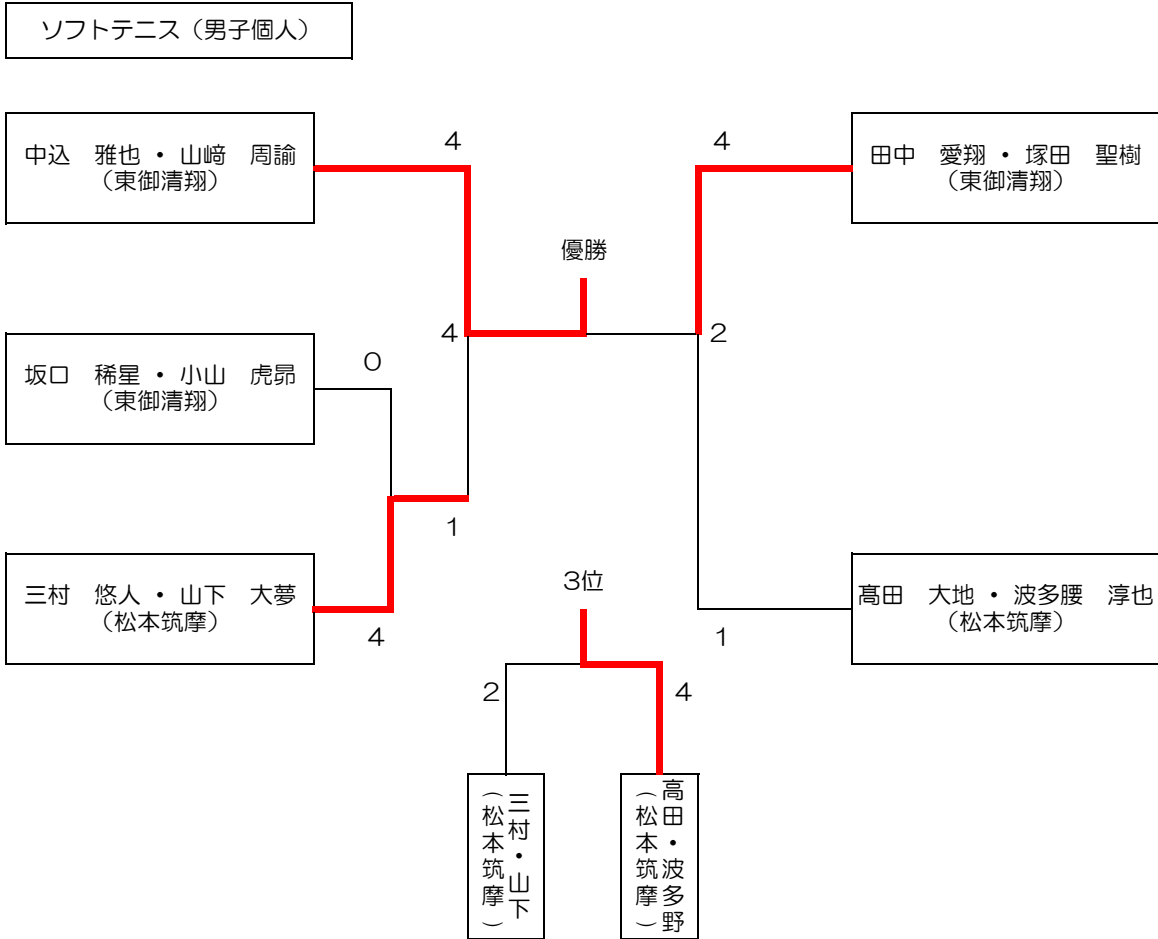 ソフトテニス（男子個人）
中込　雅也 ・ 山﨑　周諭
（東御清翔）
4
4
田中　愛翔 ・ 塚田　聖樹
（東御清翔）
優勝
4
2
坂口　稀星 ・ 小山　虎昴
（東御清翔）
0
1
三村　悠人 ・ 山下　大夢
（松本筑摩）
4
3位
髙田　大地 ・ 波多腰　淳也
（松本筑摩）
1
2
4
三村・山下
（松本筑摩）
高田・波多野
（松本筑摩）